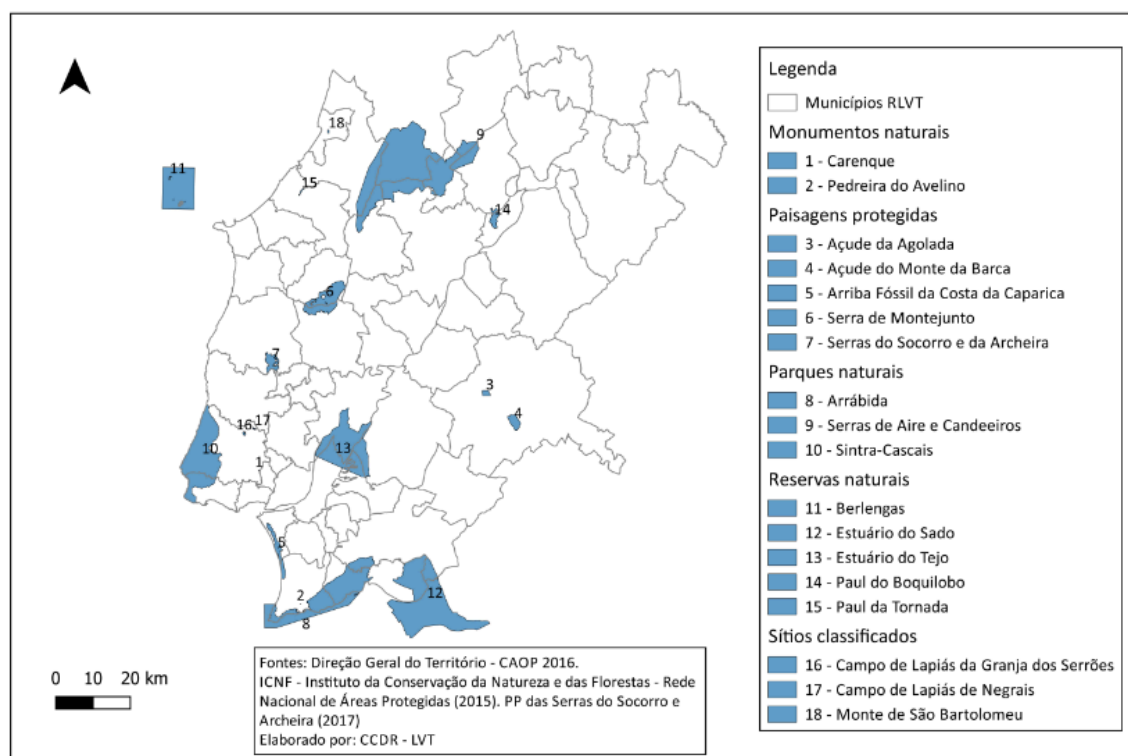 18
9
11
15
14
6
7
3
4
17
16
10
13
1
5
2
12
8
0 10 20 km
Fontes: Direção Geral do Território - CAOP 2016.
ICNF - Instituto da Conservação da Natureza e das Florestas - Rede
Nacional de Áreas Protegidas (2015). PP das Serras do Socorro e
Archeira (2017)
Elaborado por: CCDR - LVT
Legenda
Municípios RLVT
Monumentos naturais
1 - Carenque
2 - Pedreira do Avelino
Paisagens protegidas
3 - Açude da Agolada
4 - Açude do Monte da Barca
5 - Arriba Fóssil da Costa da Caparica
6 - Serra de Montejunto
7 - Serras do Socorro e da Archeira
Parques naturais
8 - Arrábida
9 - Serras de Aire e Candeeiros
10 - Sintra-Cascais
Reservas naturais
11 - Berlengas
12 - Estuário do Sado
13 - Estuário do Tejo
14 - Paul do Boquilobo
15 - Paul da Tornada
Sítios classificados
16 - Campo de Lapiás da Granja dos Serrões
17 - Campo de Lapiás de Negrais
18 - Monte de São Bartolomeu